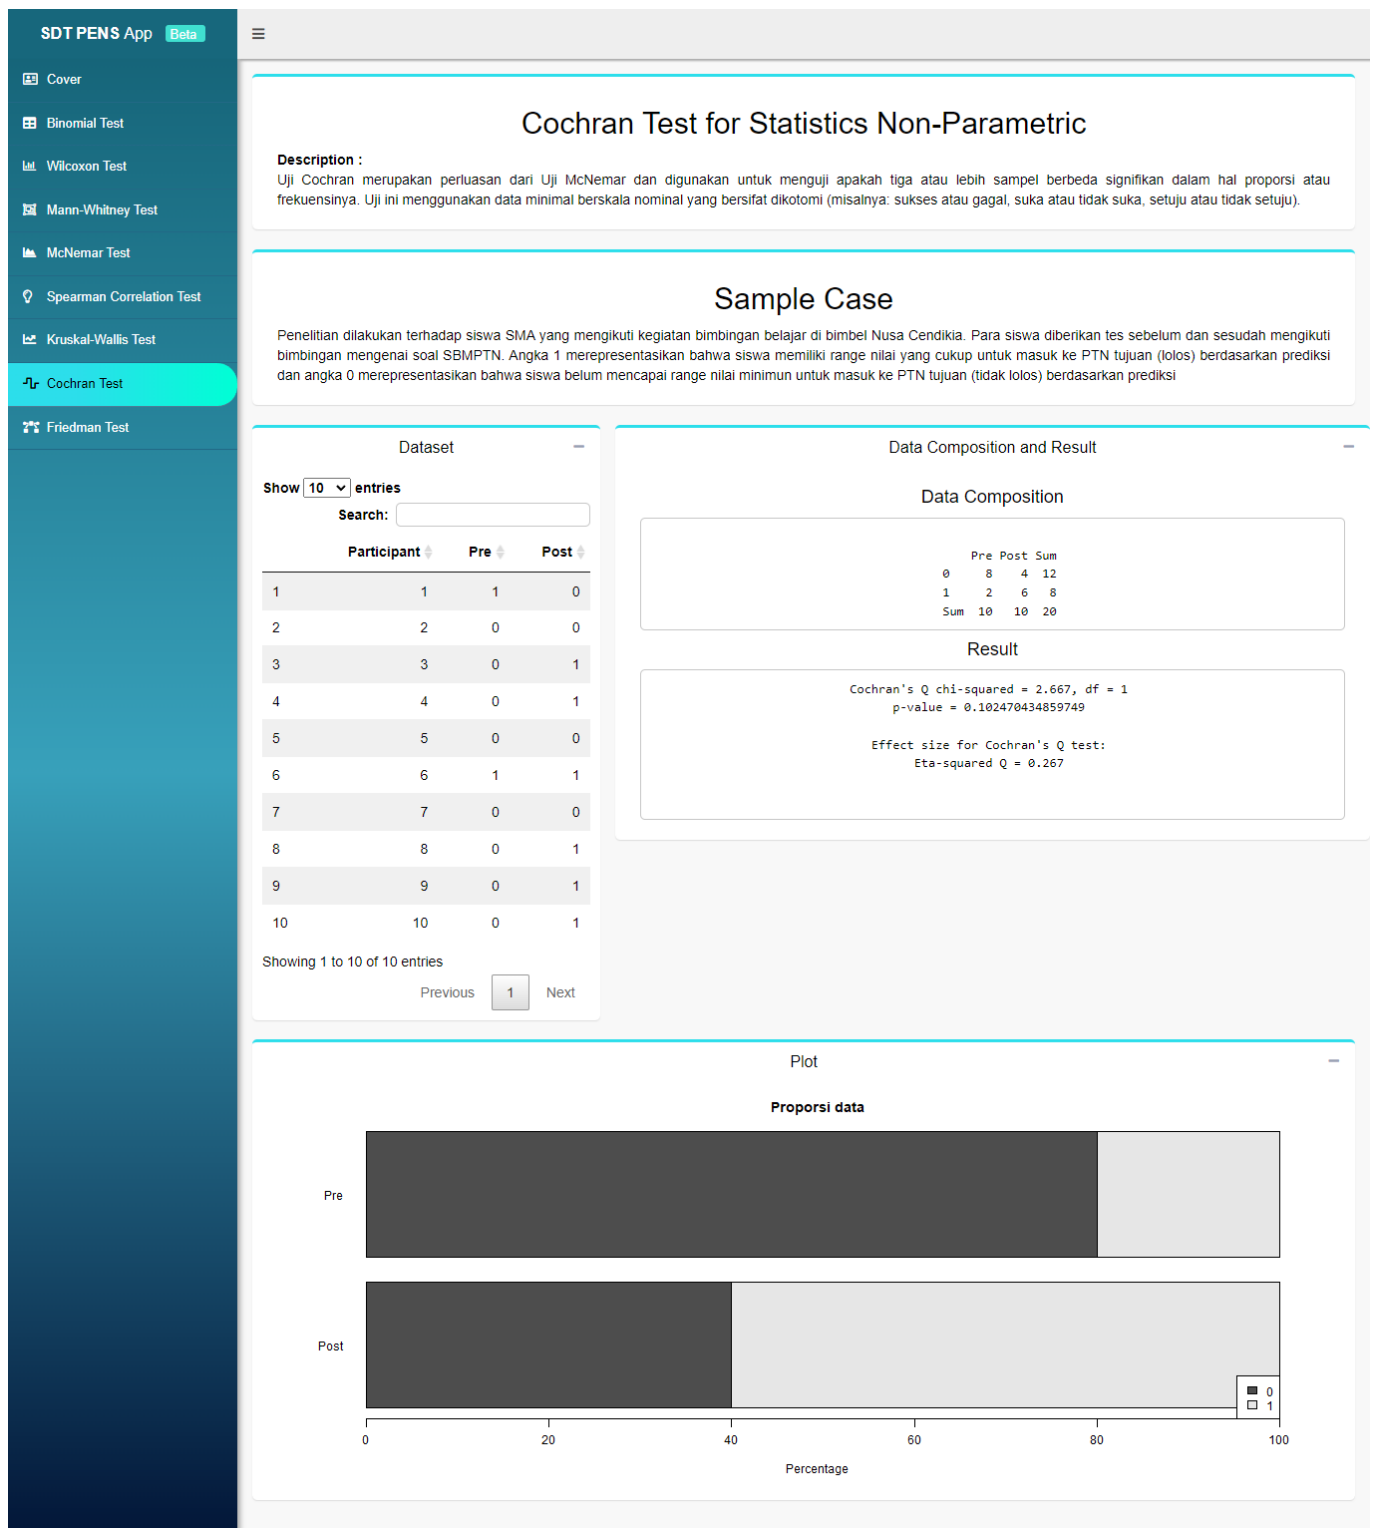 SDT PENS App Beta
Cover
Binomial Test
Wilcoxon Test
Mann-Whitney Test
McNemar Test
Spearman Correlation Test
Kruskal-Wallis Test
Cochran Test
Friedman Test
Cochran Test for Statistics Non-Parametric
Description :
Uji Cochran merupakan perluasan dari Uji McNemar dan digunakan untuk menguji apakah tiga atau lebih sampel berbeda signifikan dalam hal proporsi atau
frekuensinya. Uji ini menggunakan data minimal berskala nominal yang bersifat dikotomi (misalnya: sukses atau gagal, suka atau tidak suka, setuju atau tidak setuju).
Sample Case
Penelitian dilakukan terhadap siswa SMA yang mengikuti kegiatan bimbingan belajar di bimbel Nusa Cendikia. Para siswa diberikan tes sebelum dan sesudah mengikuti
bimbingan mengenai soal SBMPTN. Angka 1 merepresentasikan bahwa siswa memiliki range nilai yang cukup untuk masuk ke PTN tujuan (lolos) berdasarkan prediksi
dan angka 0 merepresentasikan bahwa siswa belum mencapai range nilai minimun untuk masuk ke PTN tujuan (tidak lolos) berdasarkan prediksi
Dataset
Show 10 entries
Search:
Participant Pre Post
1 1 1 0
2 2 0 0
3 3 0 1
4 4 0 1
5 5 0 0
6 6 1 1
7 7 0 0
8 8 0 1
9 9 0 1
10 10 0 1
Showing 1 to 10 of 10 entries
Previous 1 Next
Data Composition and Result
Data Composition
Pre Post Sum
0 8 4 12
1 2 6 8
Sum 10 10 20
Result
Cochran's Q chi-squared = 2.667, df = 1
p-value = 0.102470434859749
Effect size for Cochran's Q test:
Eta-squared Q = 0.267
Plot
Proporsi data
Pre
Post
0
1
0 20 40 60 80 100
Percentage